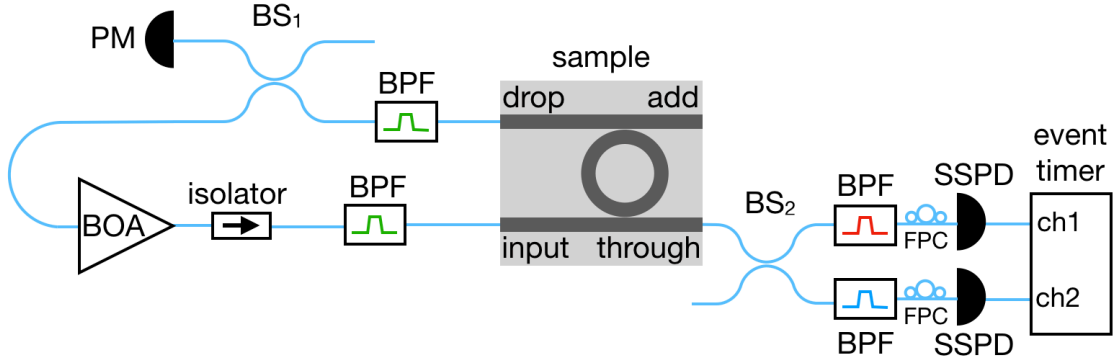 PM
BS₁
BPF
sample
drop add
input through
BOA
isolator
BPF
BS₂
BPF
FPC
SSPD
BPF
FPC
SSPD
event
timer
ch1
ch2